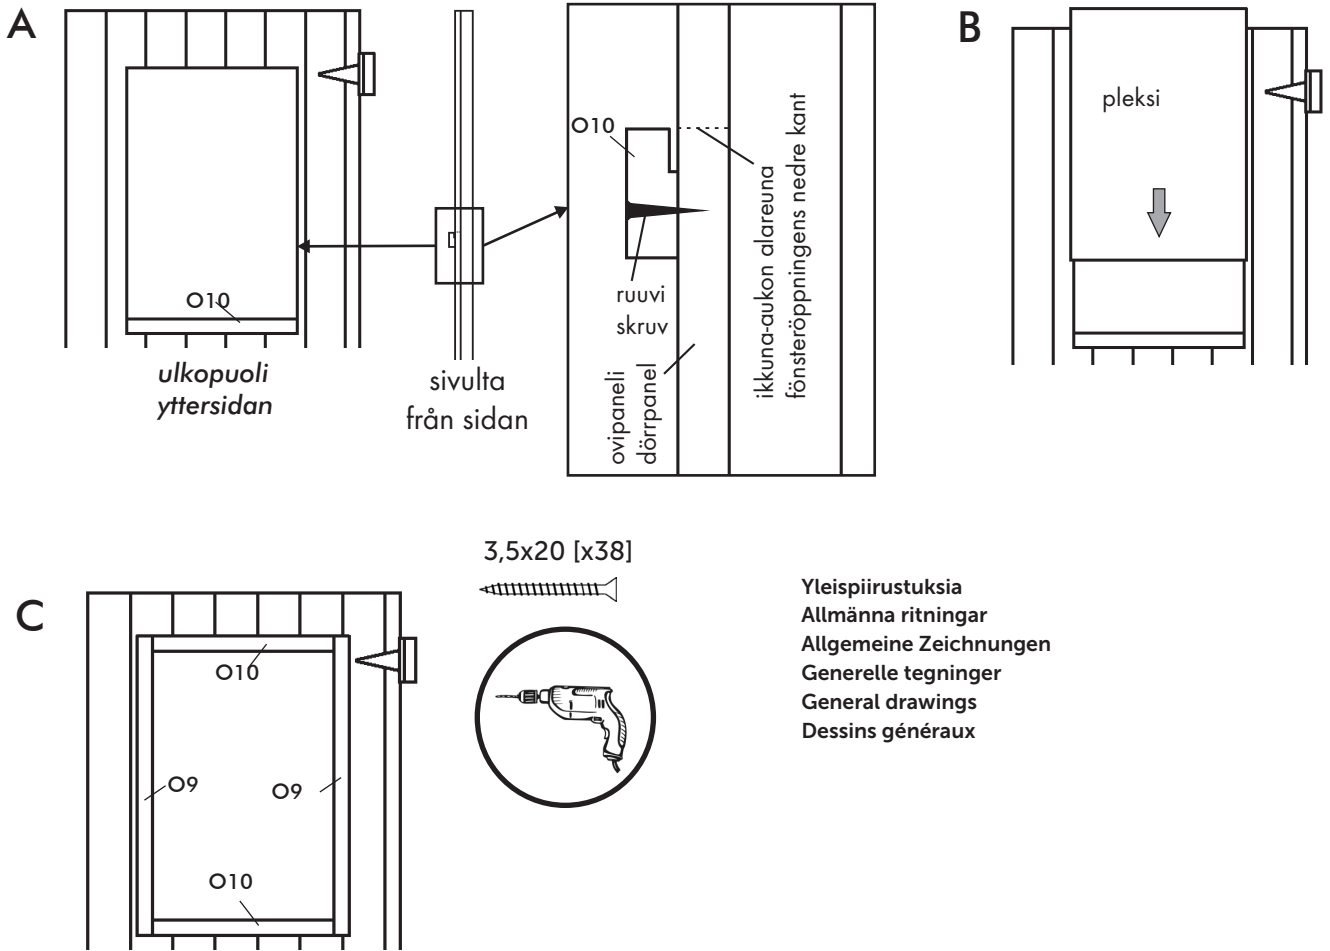 A
O10
ulkopuoli
yttersidan
sivulta
från sidan
O10
ruuvi
skruv
ovipaneli
dörrpanel
ikkuna-aukon alareuna
fönsteröppningens nedre kant
B
pleksi
C
O10
O9
O9
O10
3,5x20 [x38]
Yleispiirustuksia
Allmänna ritningar
Allgemeine Zeichnungen
Generelle tegninger
General drawings
Dessins généraux